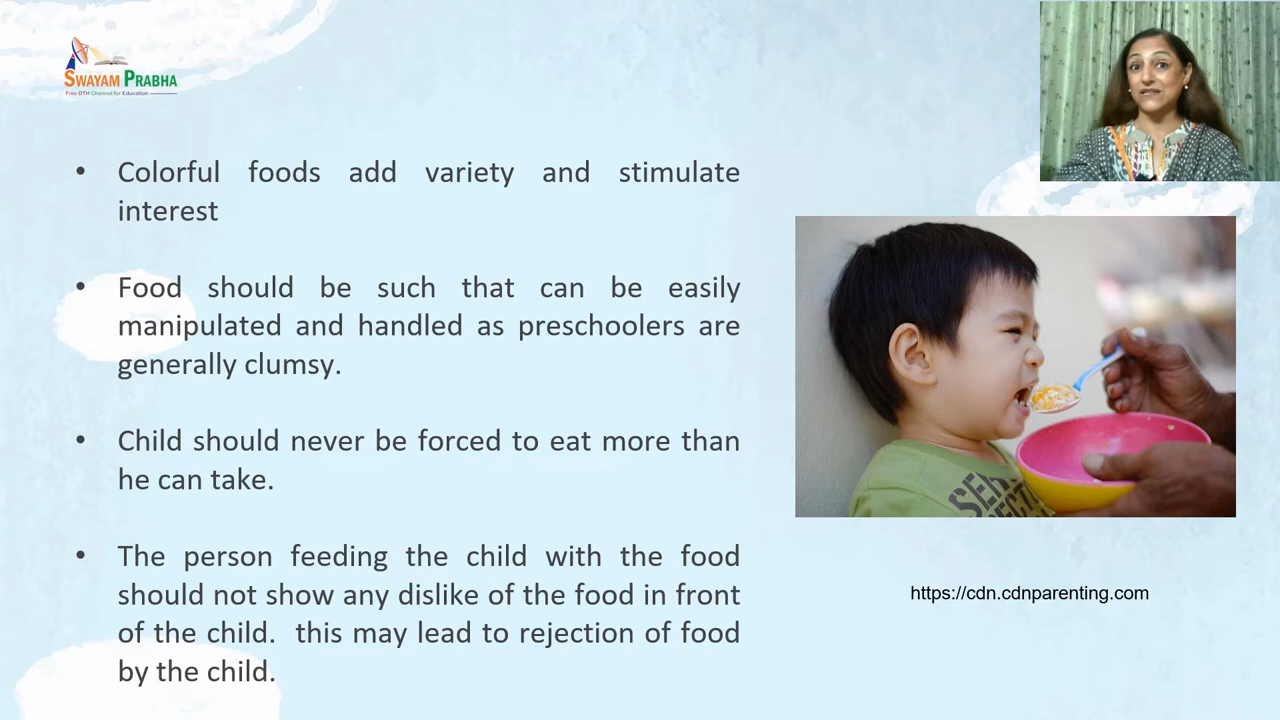 SWAYAM PRABHA
Free DTH Channel for Education
• Colorful foods add variety and stimulate
interest
• Food should be such that can be easily
manipulated and handled as preschoolers are
generally clumsy.
• Child should never be forced to eat more than
he can take.
• The person feeding the child with the food
should not show any dislike of the food in front
of the child.  this may lead to rejection of food
by the child.
https://cdn.cdnparenting.com